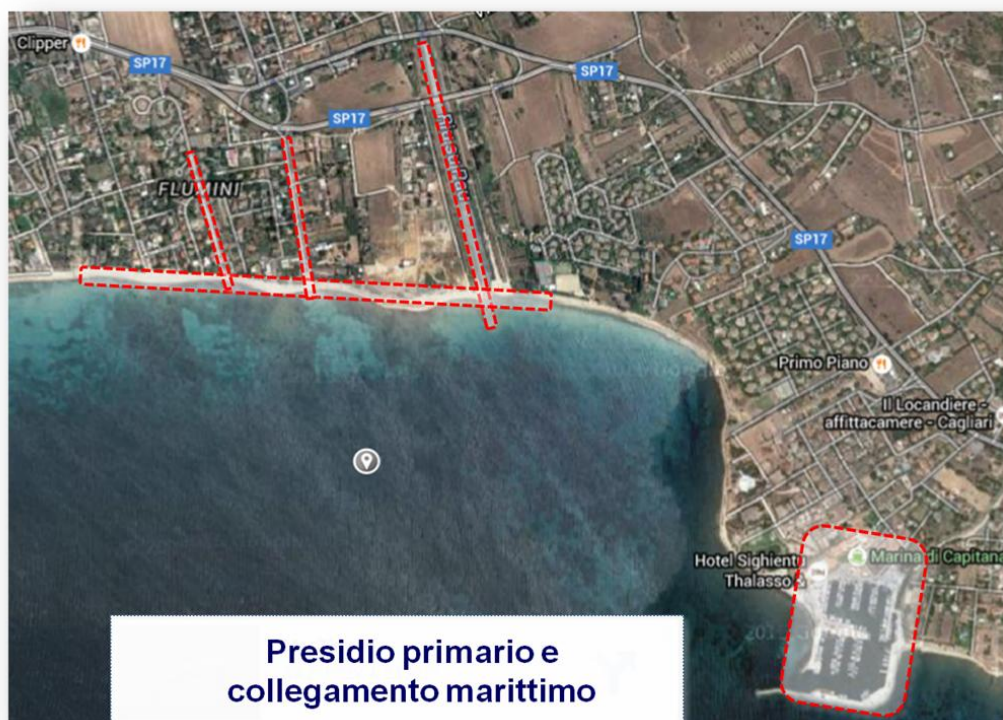 Clipper
SP17
SP17
SP17
FLUMINI
SP17
Primo Piano
Il Locandiere -
affittacamere - Cagliari
Hotel Sighientu
Thalasso &
Marina di Capitana
Presidio primario e
collegamento marittimo